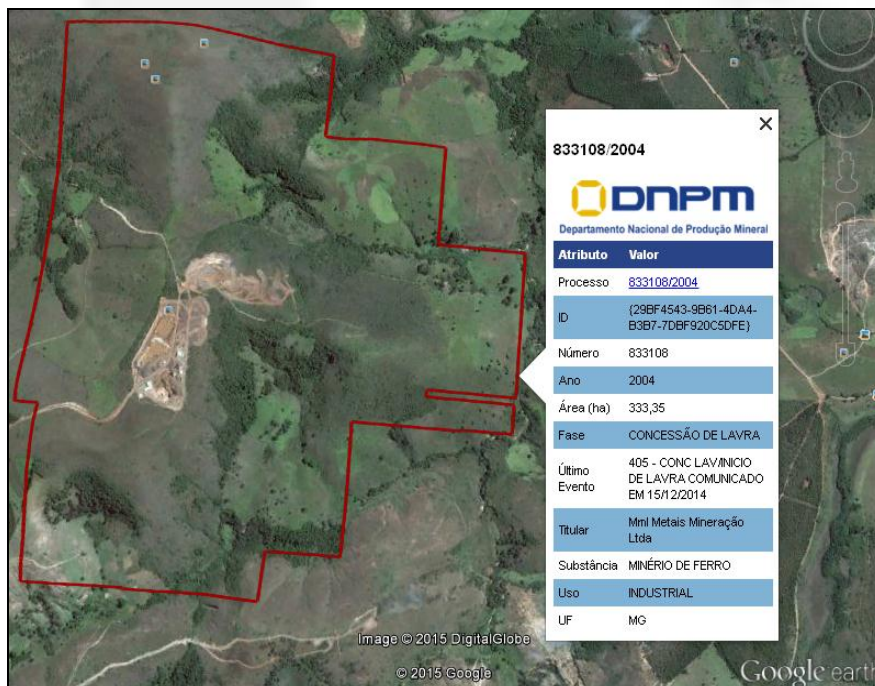 833108/2004
DNPM
Departamento Nacional de Produção Mineral
Atributo Valor
Processo 833108/2004
ID {29BF4543-9B61-4DA4-
B3B7-7DBF920C5DFE}
Número 833108
Ano 2004
Área (ha) 333,35
Fase CONCESSÃO DE LAVRA
Último
Evento
405 - CONC LAV/INICIO
DE LAVRA COMUNICADO
EM 15/12/2014
Titular Mml Metais Mineração
Ltda
Substância MINÉRIO DE FERRO
Uso INDUSTRIAL
UF MG
Image © 2015 DigitalGlobe
© 2015 Google
Google earth